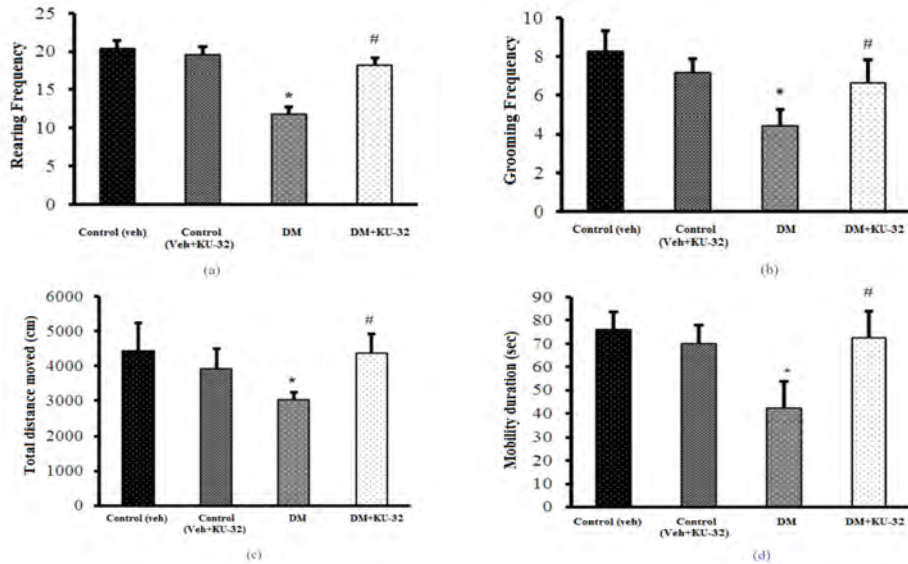 Rearing Frequency
25
20
15
10
5
0
*
#
Control (veh)
Control
(Veh+KU-32)
DM
DM+KU-32
(a)
Grooming Frequency
10
8
6
4
2
0
*
#
Control (veh)
Control
(Veh+KU-32)
DM
DM+KU-32
(b)
Total distance moved (cm)
6000
5000
4000
3000
2000
1000
0
*
#
Control (veh)
Control
(Veh+KU-32)
DM
DM+KU-32
(c)
Mobility duration (sec)
90
80
70
60
50
40
30
20
10
0
*
#
Control (veh)
Control
(Veh+KU-32)
DM
DM+KU-32
(d)